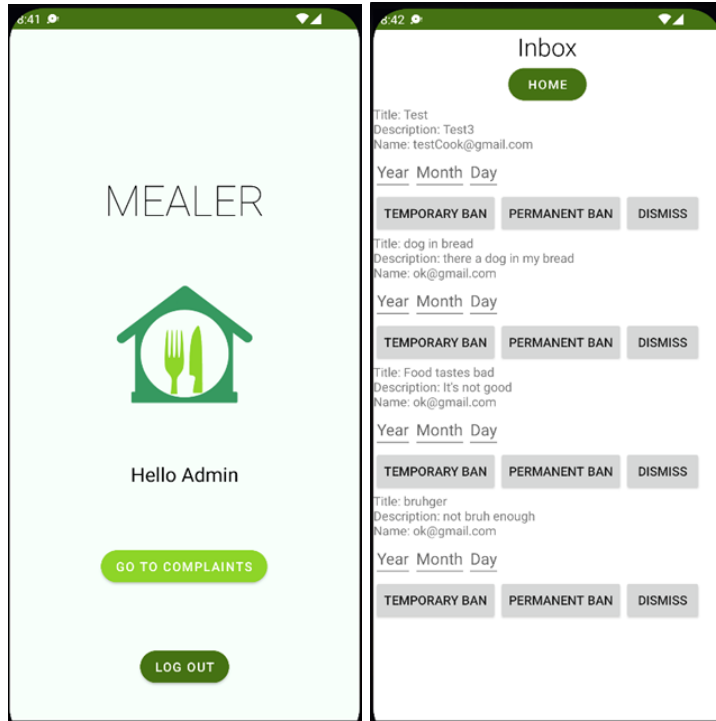 8:41
MEALER
Hello Admin
GO TO COMPLAINTS
LOG OUT
8:42
Inbox
HOME
Title: Test
Description: Test3
Name: testCook@gmail.com
Year Month Day
TEMPORARY BAN PERMANENT BAN DISMISS
Title: dog in bread
Description: there a dog in my bread
Name: ok@gmail.com
Year Month Day
TEMPORARY BAN PERMANENT BAN DISMISS
Title: Food tastes bad
Description: It's not good
Name: ok@gmail.com
Year Month Day
TEMPORARY BAN PERMANENT BAN DISMISS
Title: bruhger
Description: not bruh enough
Name: ok@gmail.com
Year Month Day
TEMPORARY BAN PERMANENT BAN DISMISS